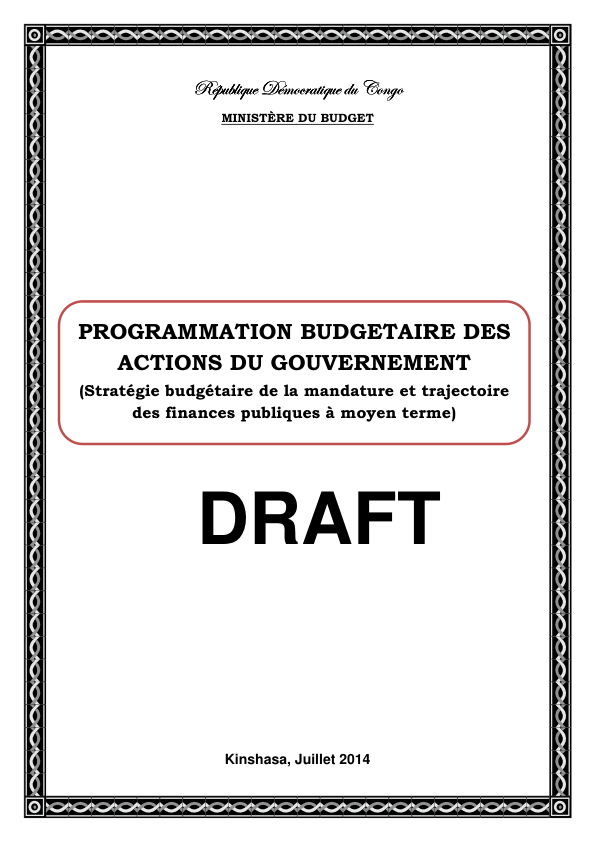 République Démocratique du Congo
MINISTÈRE DU BUDGET
PROGRAMMATION BUDGETAIRE DES
ACTIONS DU GOUVERNEMENT
(Stratégie budgétaire de la mandature et trajectoire
des finances publiques à moyen terme)
DRAFT
Kinshasa, Juillet 2014